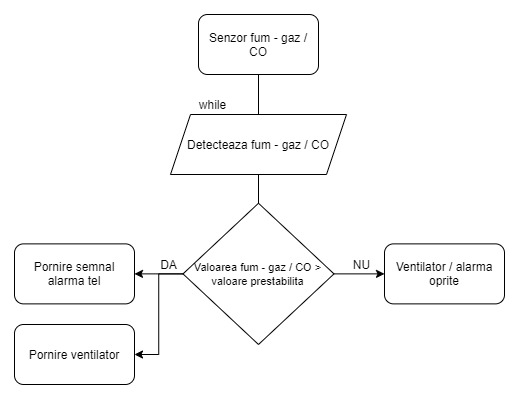 Senzor fum - gaz /
CO
while
Detecteaza fum - gaz / CO
Valoarea fum - gaz / CO >
valoare prestabilita
DA
NU
Pornire semnal
alarma tel
Ventilator / alarma
oprite
Pornire ventilator